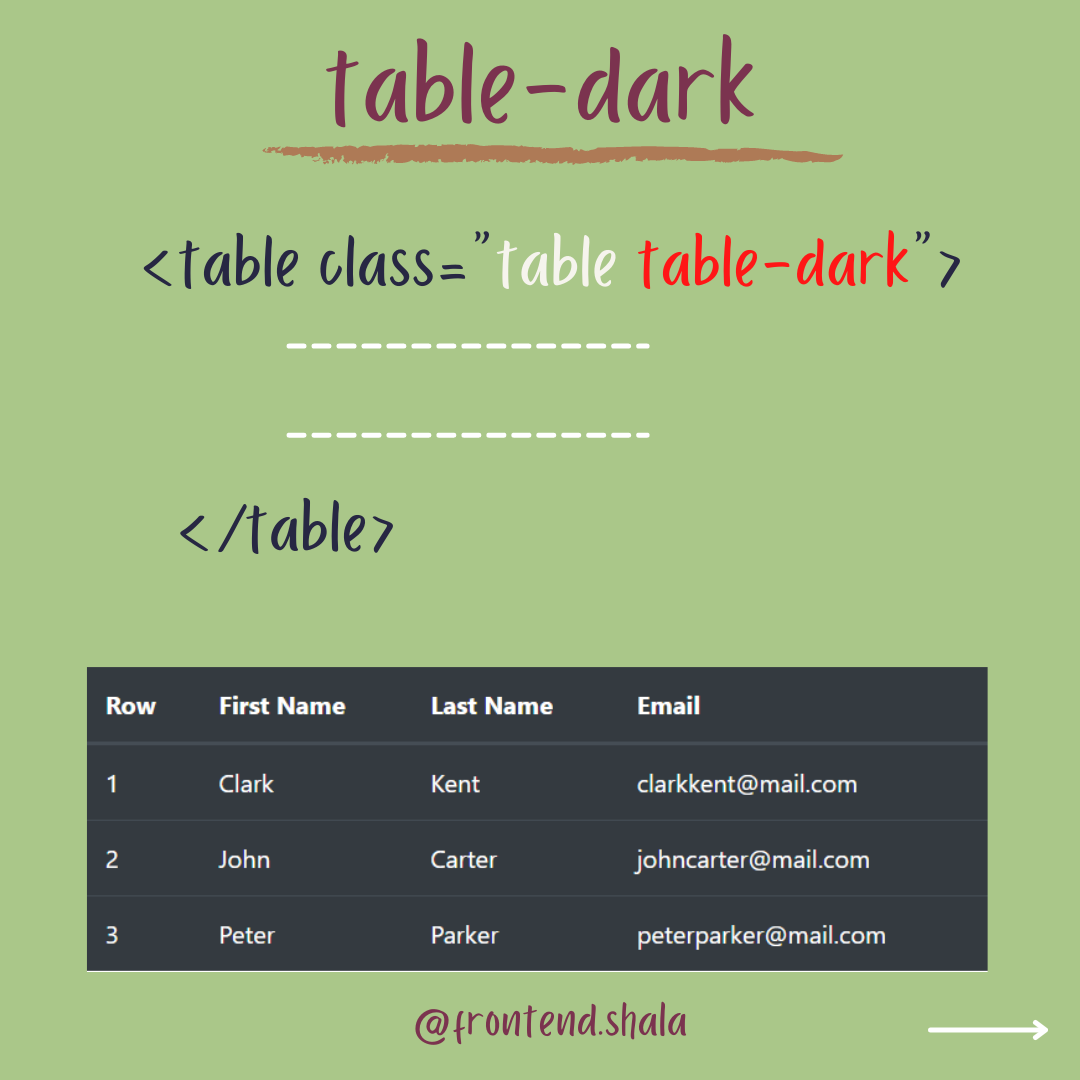 table-dark
<table class="table table-dark">
---------------
---------------
</table>
Row First Name Last Name Email
1 Clark Kent clarkkent@mail.com
2 John Carter johncarter@mail.com
3 Peter Parker peterparker@mail.com
@frontend.shala